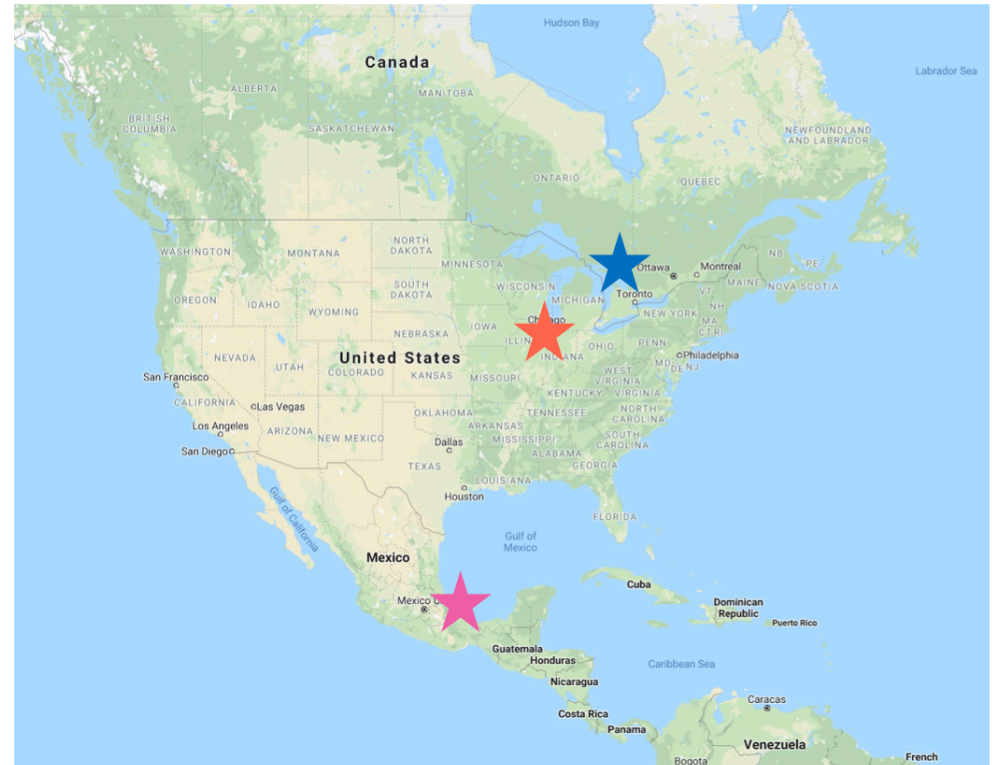 Hudson Bay
Canada
Labrador Sea
ALBERTA
MANITOBA
BRITISH
COLUMBIA
SASKATCHEWAN
NEWFOUNDLAND
AND LABRADOR
ONTARIO
QUEBEC
WASHINGTON
MONTANA
NORTH
DAKOTA
MINNESOTA
Ottawa
Montreal
NB
PE
MAINE
NOVA SCOTIA
OREGON
IDAHO
WYOMING
SOUTH
DAKOTA
WISCONSIN
MICHIGAN
Toronto
VT
NH
NEW YORK
MA
CT
RI
NEBRASKA
IOWA
ILLIN
INDIANA
OHIO
PENN
Philadelphia
MD
DE
NJ
NEVADA
UTAH
United States
COLORADO
KANSAS
MISSOURI
WEST
VIRGINIA
KENTUCKY
VIRGINIA
San Francisco
CALIFORNIA
Las Vegas
Los Angeles
ARIZONA
NEW MEXICO
OKLAHOMA
ARKANSAS
TENNESSEE
NORTH
CAROLINA
San Diego
Dallas
MISSISSIPPI
ALABAMA
SOUTH
CAROLINA
TEXAS
GEORGIA
LOUISIANA
Houston
Gulf of California
FLORIDA
Gulf of
Mexico
Mexico
Cuba
Mexico
Dominican
Republic
Puerto Rico
Guatemala
Honduras
Caribbean Sea
Nicaragua
Caracas
Costa Rica
Panama
Venezuela
Bogota
French